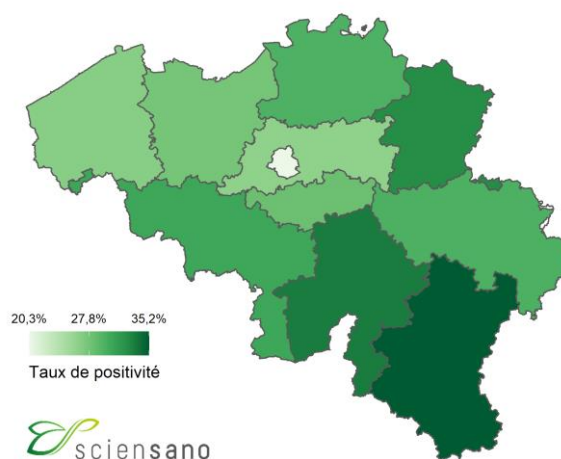 20,3% 27,8% 35,2%
Taux de positivité
sciensano